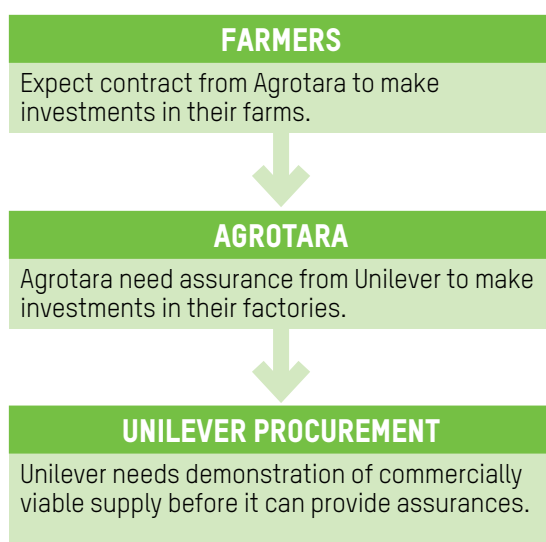 FARMERS
Expect contract from Agrotara to make
investments in their farms.
AGROTARA
Agrotara need assurance from Unilever to make
investments in their factories.
UNILEVER PROCUREMENT
Unilever needs demonstration of commercially
viable supply before it can provide assurances.